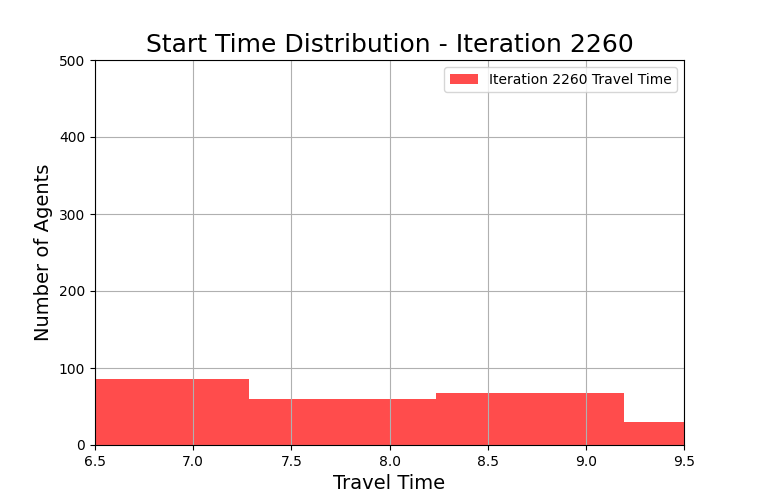 Start Time Distribution - Iteration 2260
Iteration 2260 Travel Time
Number of Agents
500
400
300
200
100
0
6.5 7.0 7.5 8.0 8.5 9.0 9.5
Travel Time